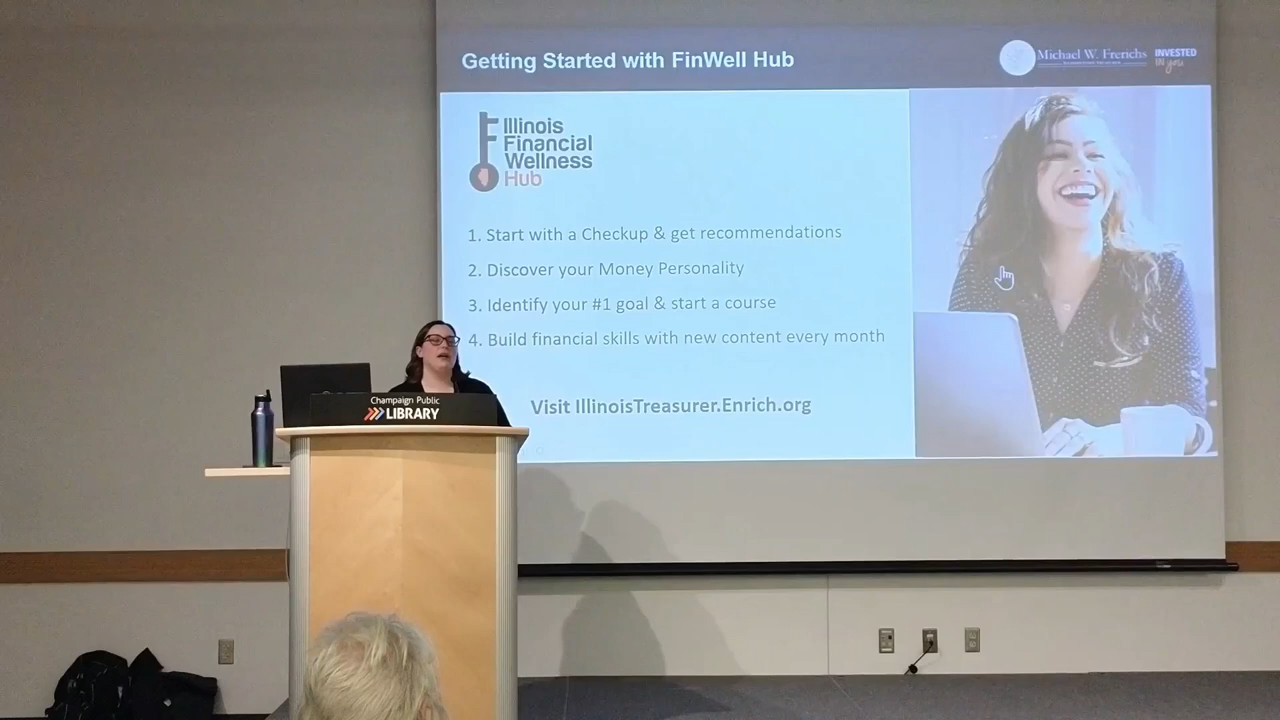 Getting Started with FinWell Hub
Michael W. Frerichs
INVESTED
IN you
Illinois
Financial
Wellness
Hub
1. Start with a Checkup & get recommendations
2. Discover your Money Personality
3. Identify your #1 goal & start a course
4. Build financial skills with new content every month
Visit IllinoisTreasurer.Enrich.org
Champaign Public
LIBRARY